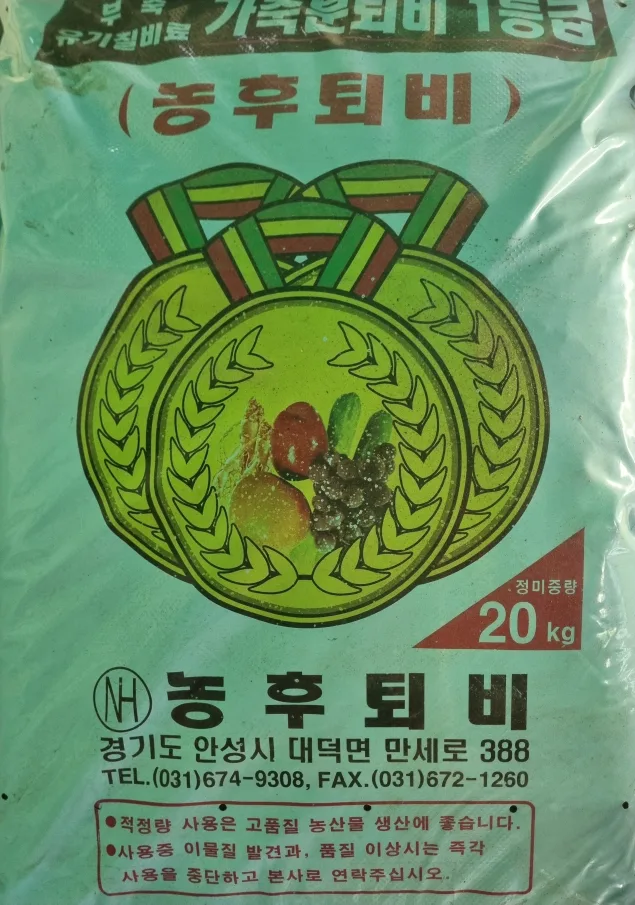 부숙
유기질비료 가축분퇴비 1등급
(농후퇴비)
정미중량
20 kg
NH 농후퇴비
경기도 안성시 대덕면 만세로 388
TEL.(031)674-9308, FAX.(031)672-1260
●적정량 사용은 고품질 농산물 생산에 좋습니다.
●사용중 이물질 발견과, 품질 이상시는 즉각
사용을 중단하고 본사로 연락주십시오.